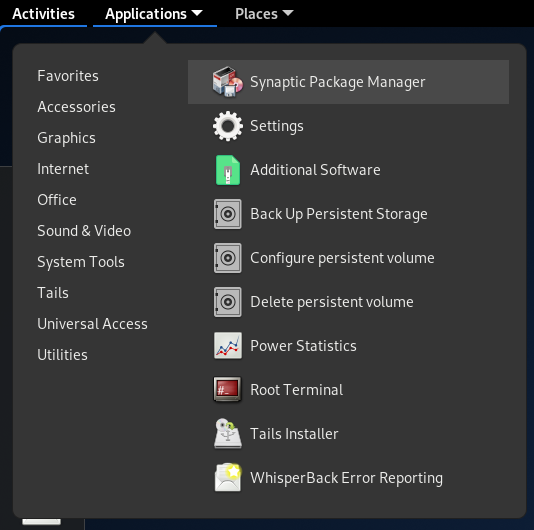 Activities Applications Places
Favorites
Accessories
Graphics
Internet
Office
Sound & Video
System Tools
Tails
Universal Access
Utilities
Synaptic Package Manager
Settings
Additional Software
Back Up Persistent Storage
Configure persistent volume
Delete persistent volume
Power Statistics
#_
Root Terminal
Tails Installer
WhisperBack Error Reporting